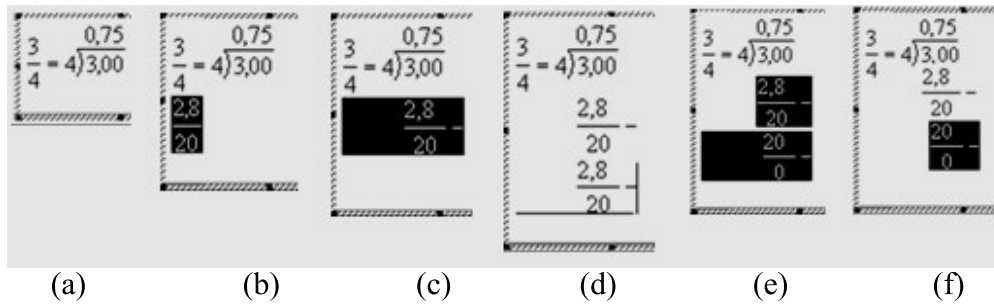 0,75
3/4 = 4)3,00
(a)
0,75
3/4 = 4)3,00
2,8
20
(b)
0,75
3/4 = 4)3,00
2,8 –
20
(c)
0,75
3/4 = 4)3,00
2,8 –
20
2,8 –
20
(d)
0,75
3/4 = 4)3,00
2,8 –
20
20 –
0
(e)
0,75
3/4 = 4)3,00
2,8 –
20
20 –
0
(f)